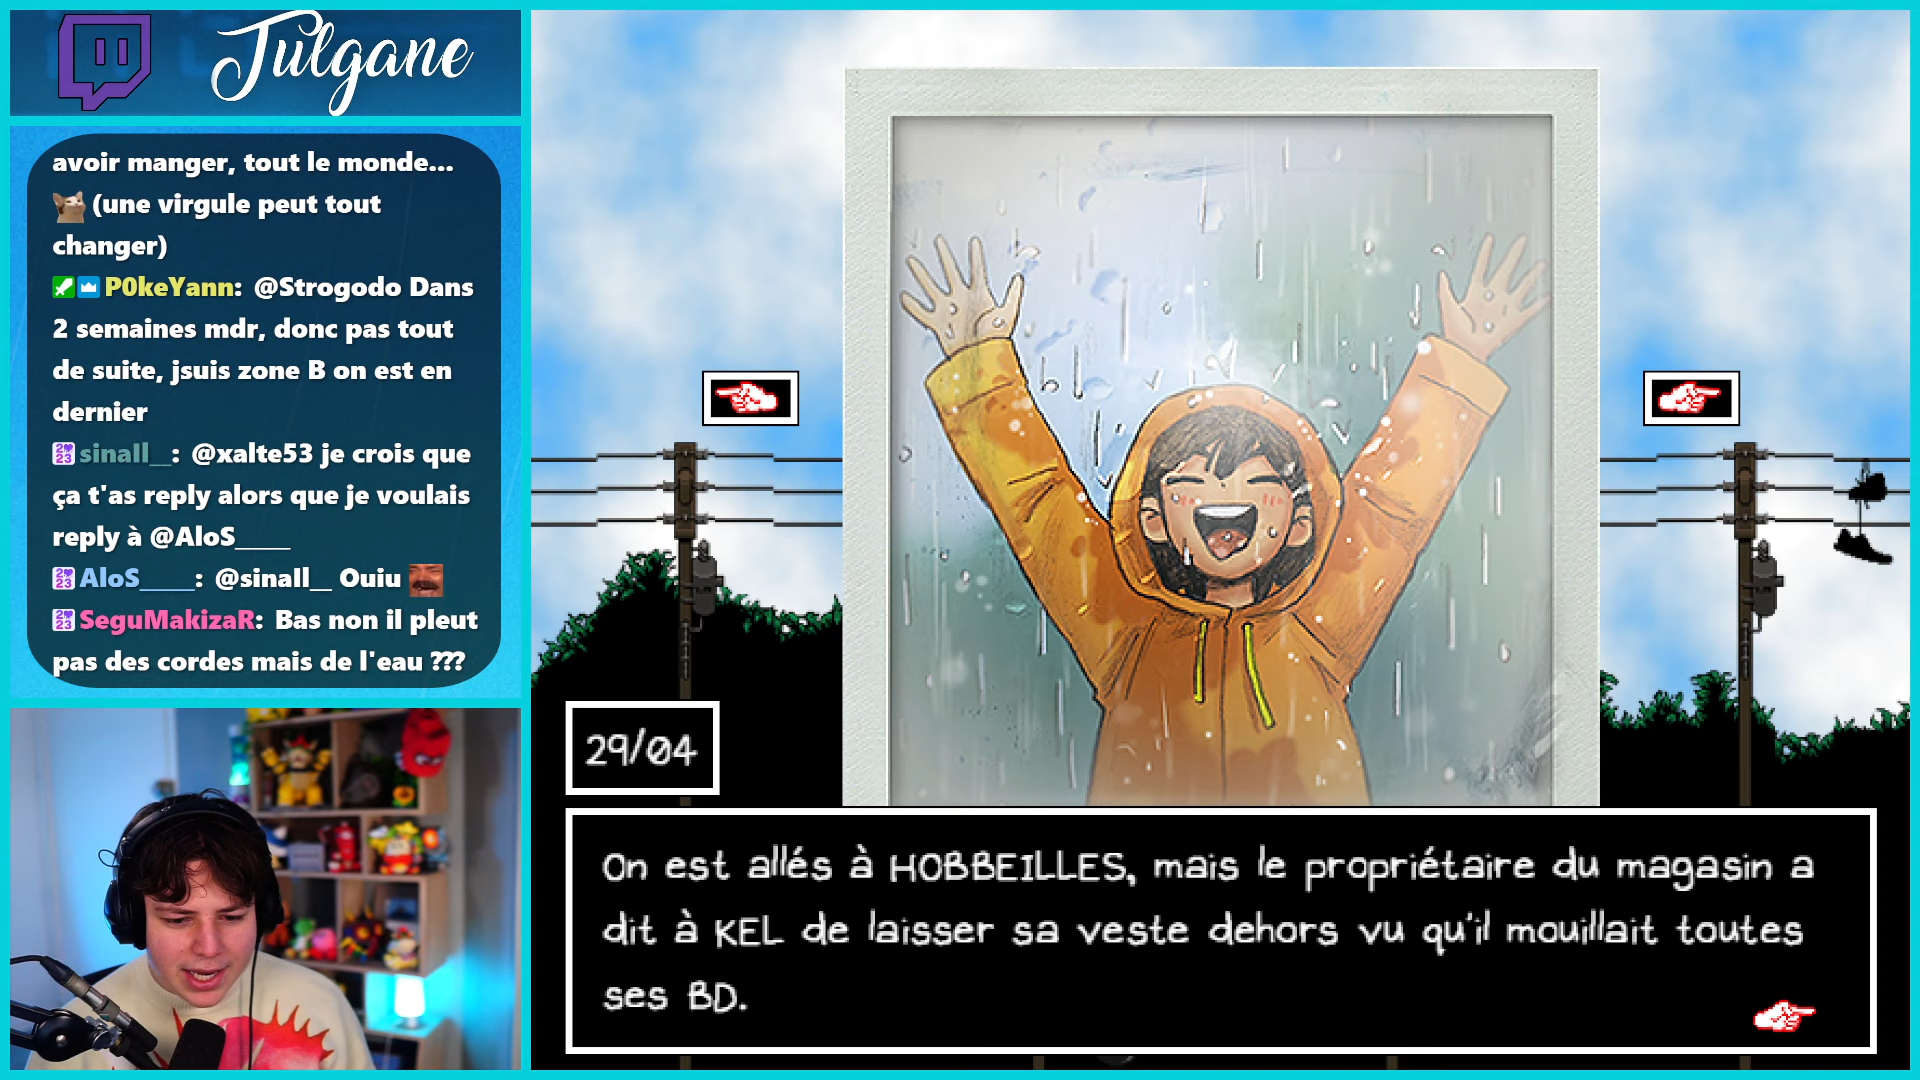 Julgane
avoir manger, tout le monde...
(une virgule peut tout
changer)
P0keYann: @Strogodo Dans
2 semaines mdr, donc pas tout
de suite, jsuis zone B on est en
dernier
sinall__: @xalte53 je crois que
ça t'as reply alors que je voulais
reply à @AloS____
AloS____: @sinall__ Ouiu
SeguMakizaR: Bas non il pleut
pas des cordes mais de l'eau ???
29/04
On est allés à HOBBEILLES, mais le propriétaire du magasin a
dit à KEL de laisser sa veste dehors vu qu'il mouillait toutes
ses BD.